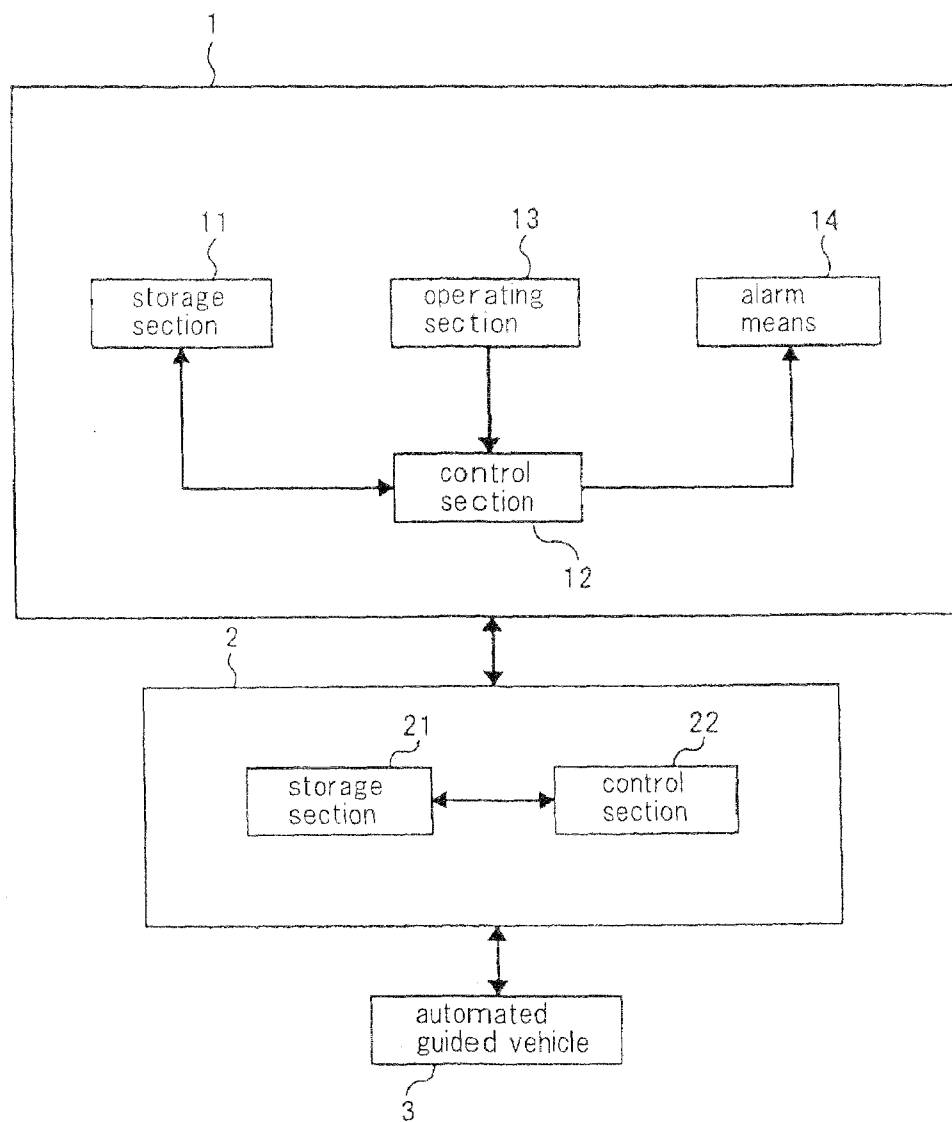 1
11
13
14
storage
section
operating
section
alarm
means
control
section
12
2
21
22
storage
section
control
section
automated
guided vehicle
3